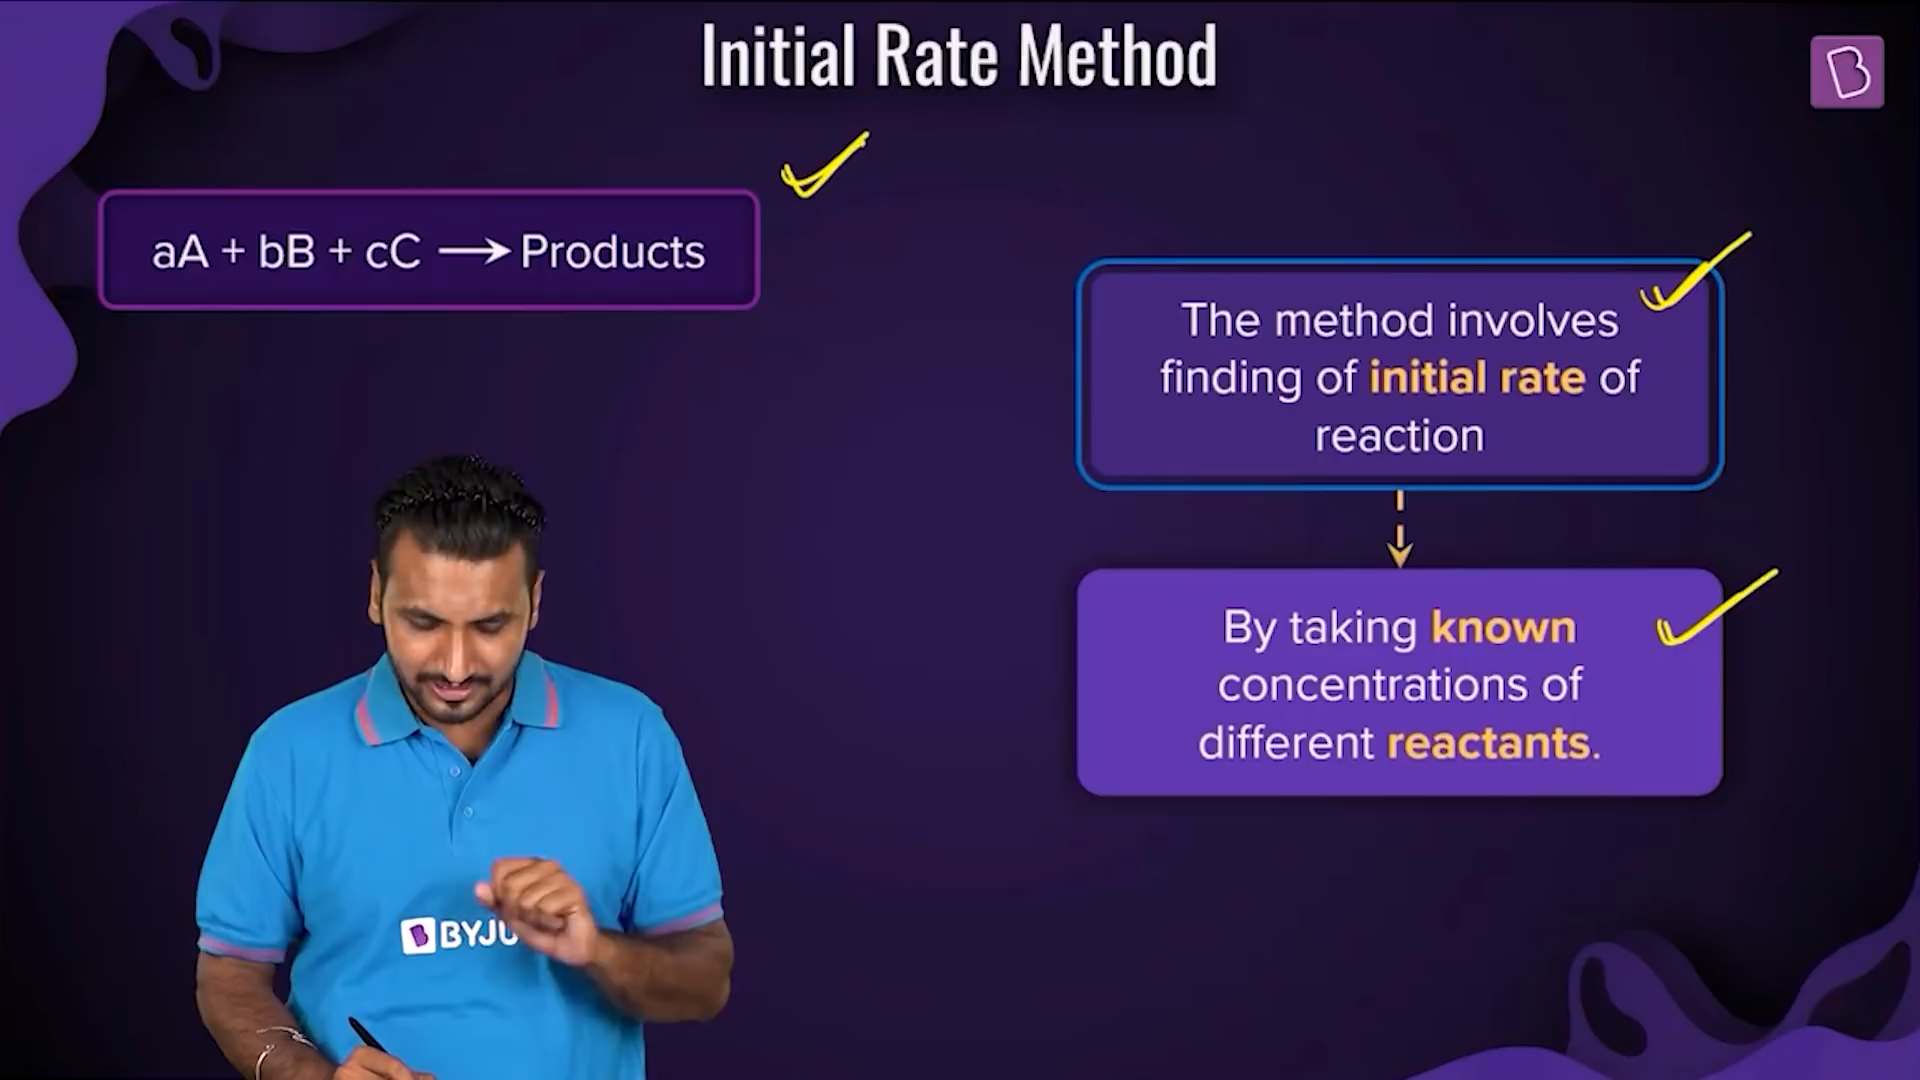 Initial Rate Method
aA + bB + cC ⟶ Products
The method involves
finding of initial rate of
reaction
By taking known
concentrations of
different reactants.
B
BYJU